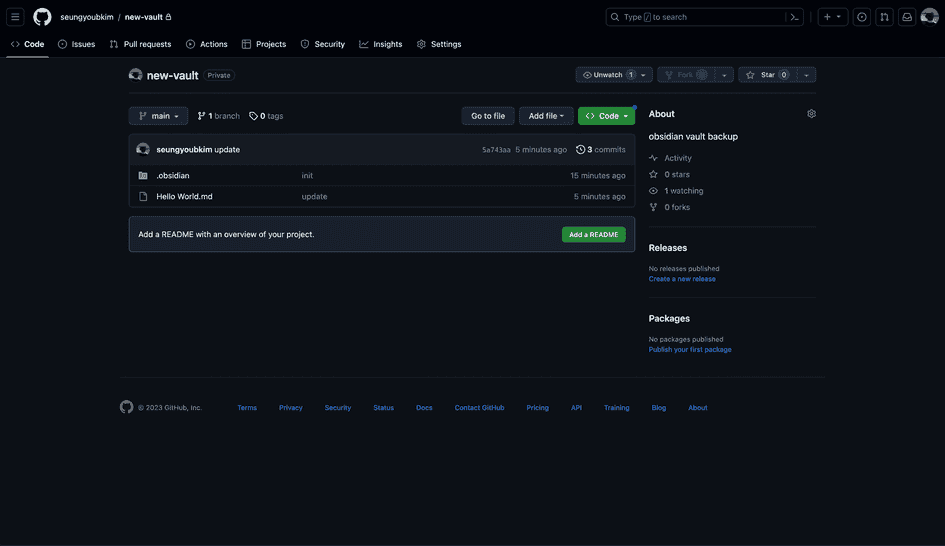 seungyoubkim / new-vault
Type / to search
Code Issues Pull requests Actions Projects Security Insights Settings
new-vault Private
Unwatch 1 Fork 0 Star 0
main 1 branch 0 tags
Go to file Add file Code
seungyoubkim update 5a743aa 5 minutes ago 3 commits
.obsidian init 15 minutes ago
Hello World.md update 5 minutes ago
Add a README with an overview of your project. Add a README
About
obsidian vault backup
Activity
0 stars
1 watching
0 forks
Releases
No releases published
Create a new release
Packages
No packages published
Publish your first package
© 2023 GitHub, Inc. Terms Privacy Security Status Docs Contact GitHub Pricing API Training Blog About